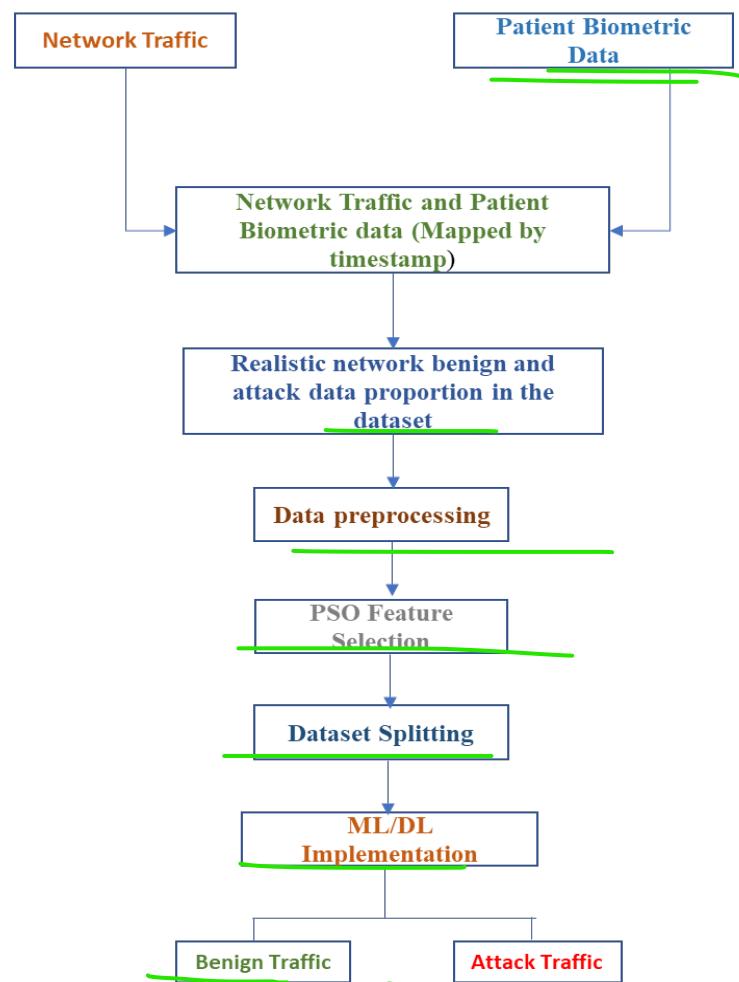 Network Traffic
Patient Biometric
Data
Network Traffic and Patient
Biometric data (Mapped by
timestamp)
Realistic network benign and
attack data proportion in the
dataset
Data preprocessing
PSO Feature
Selection
Dataset Splitting
ML/DL
Implementation
Benign Traffic
Attack Traffic